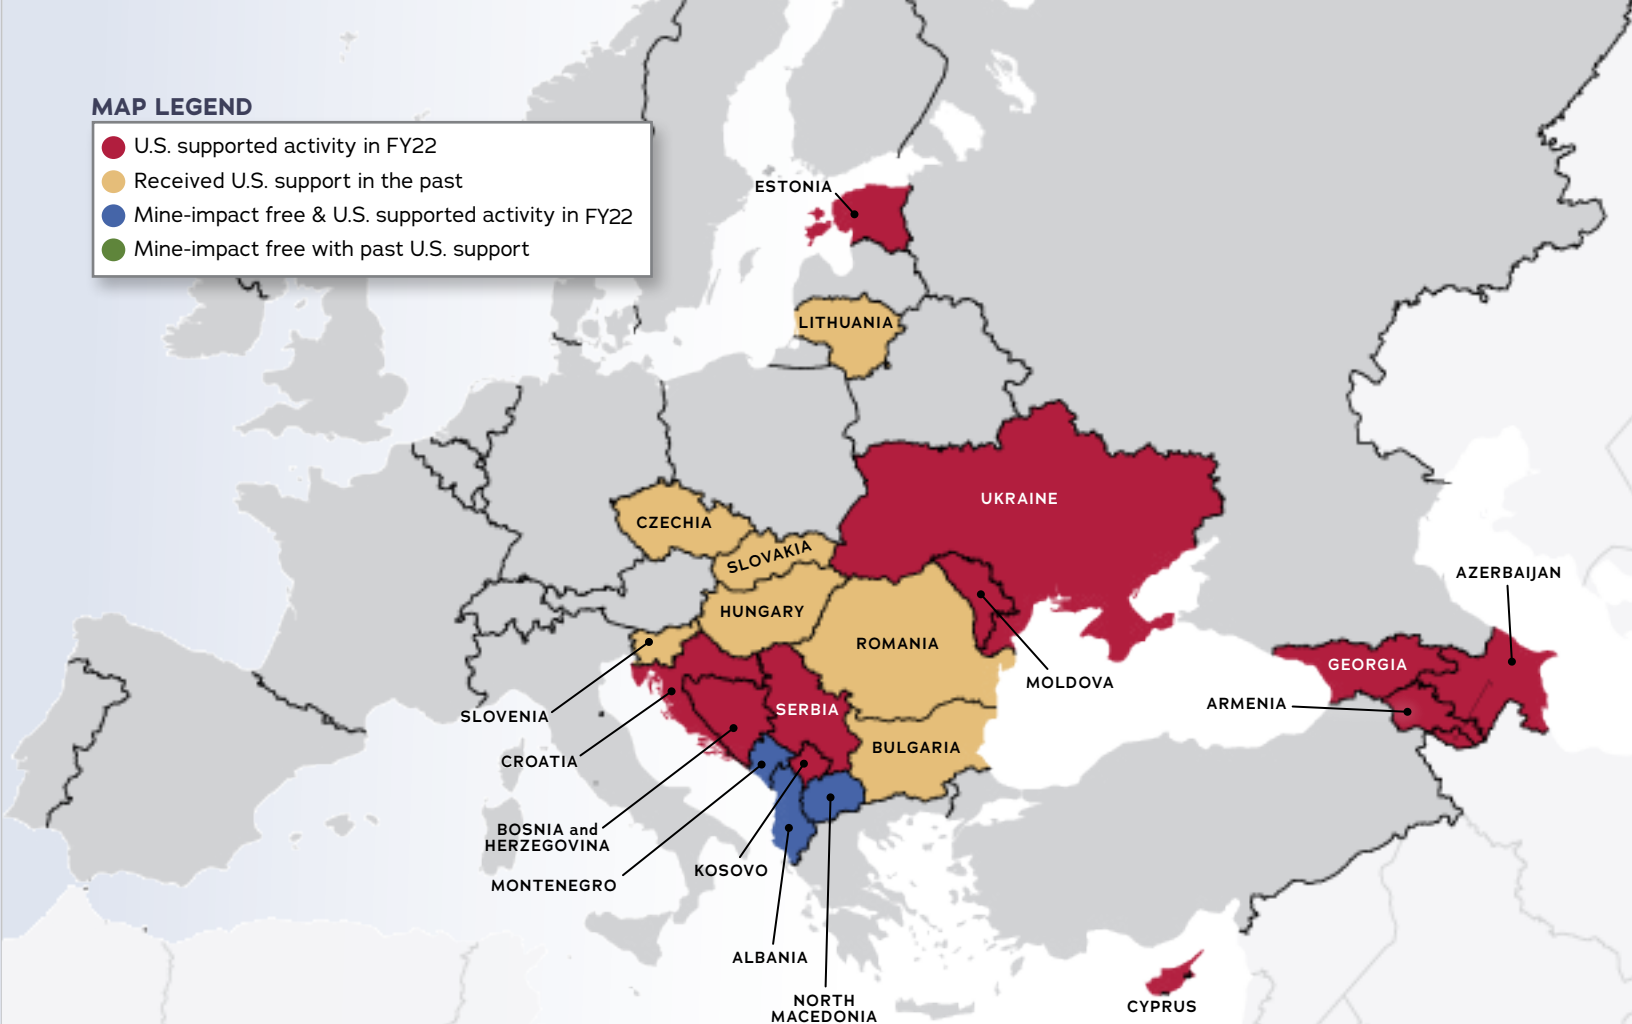 MAP LEGEND
U.S. supported activity in FY22
Received U.S. support in the past
Mine-impact free & U.S. supported activity in FY22
Mine-impact free with past U.S. support
ESTONIA
LITHUANIA
UKRAINE
CZECHIA
SLOVAKIA
AZERBAIJAN
HUNGARY
ROMANIA
GEORGIA
MOLDOVA
ARMENIA
SLOVENIA
SERBIA
BULGARIA
CROATIA
BOSNIA and
HERZEGOVINA
KOSOVO
MONTENEGRO
ALBANIA
NORTH
MACEDONIA
CYPRUS